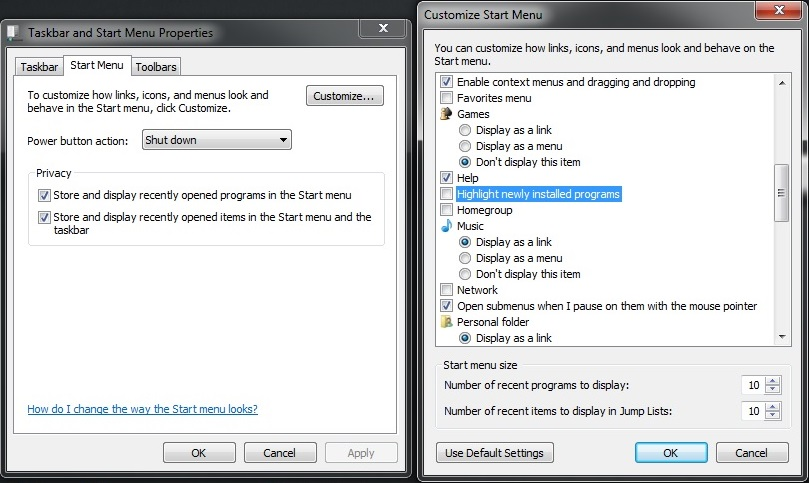 Taskbar and Start Menu Properties
Taskbar
Start Menu
Toolbars
To customize how links, icons, and menus look and
behave in the Start menu, click Customize.
Customize...
Power button action:
Shut down
Privacy
Store and display recently opened programs in the Start menu
Store and display recently opened items in the Start menu and the
taskbar
How do I change the way the Start menu looks?
OK
Cancel
Apply
Customize Start Menu
You can customize how links, icons, and menus look and behave on the
Start menu.
Enable context menus and dragging and dropping
Favorites menu
Games
Display as a link
Display as a menu
Don't display this item
Help
Highlight newly installed programs
Homegroup
Music
Display as a link
Display as a menu
Don't display this item
Network
Open submenus when I pause on them with the mouse pointer
Personal folder
Display as a link
Start menu size
Number of recent programs to display:
10
Number of recent items to display in Jump Lists:
10
Use Default Settings
OK
Cancel